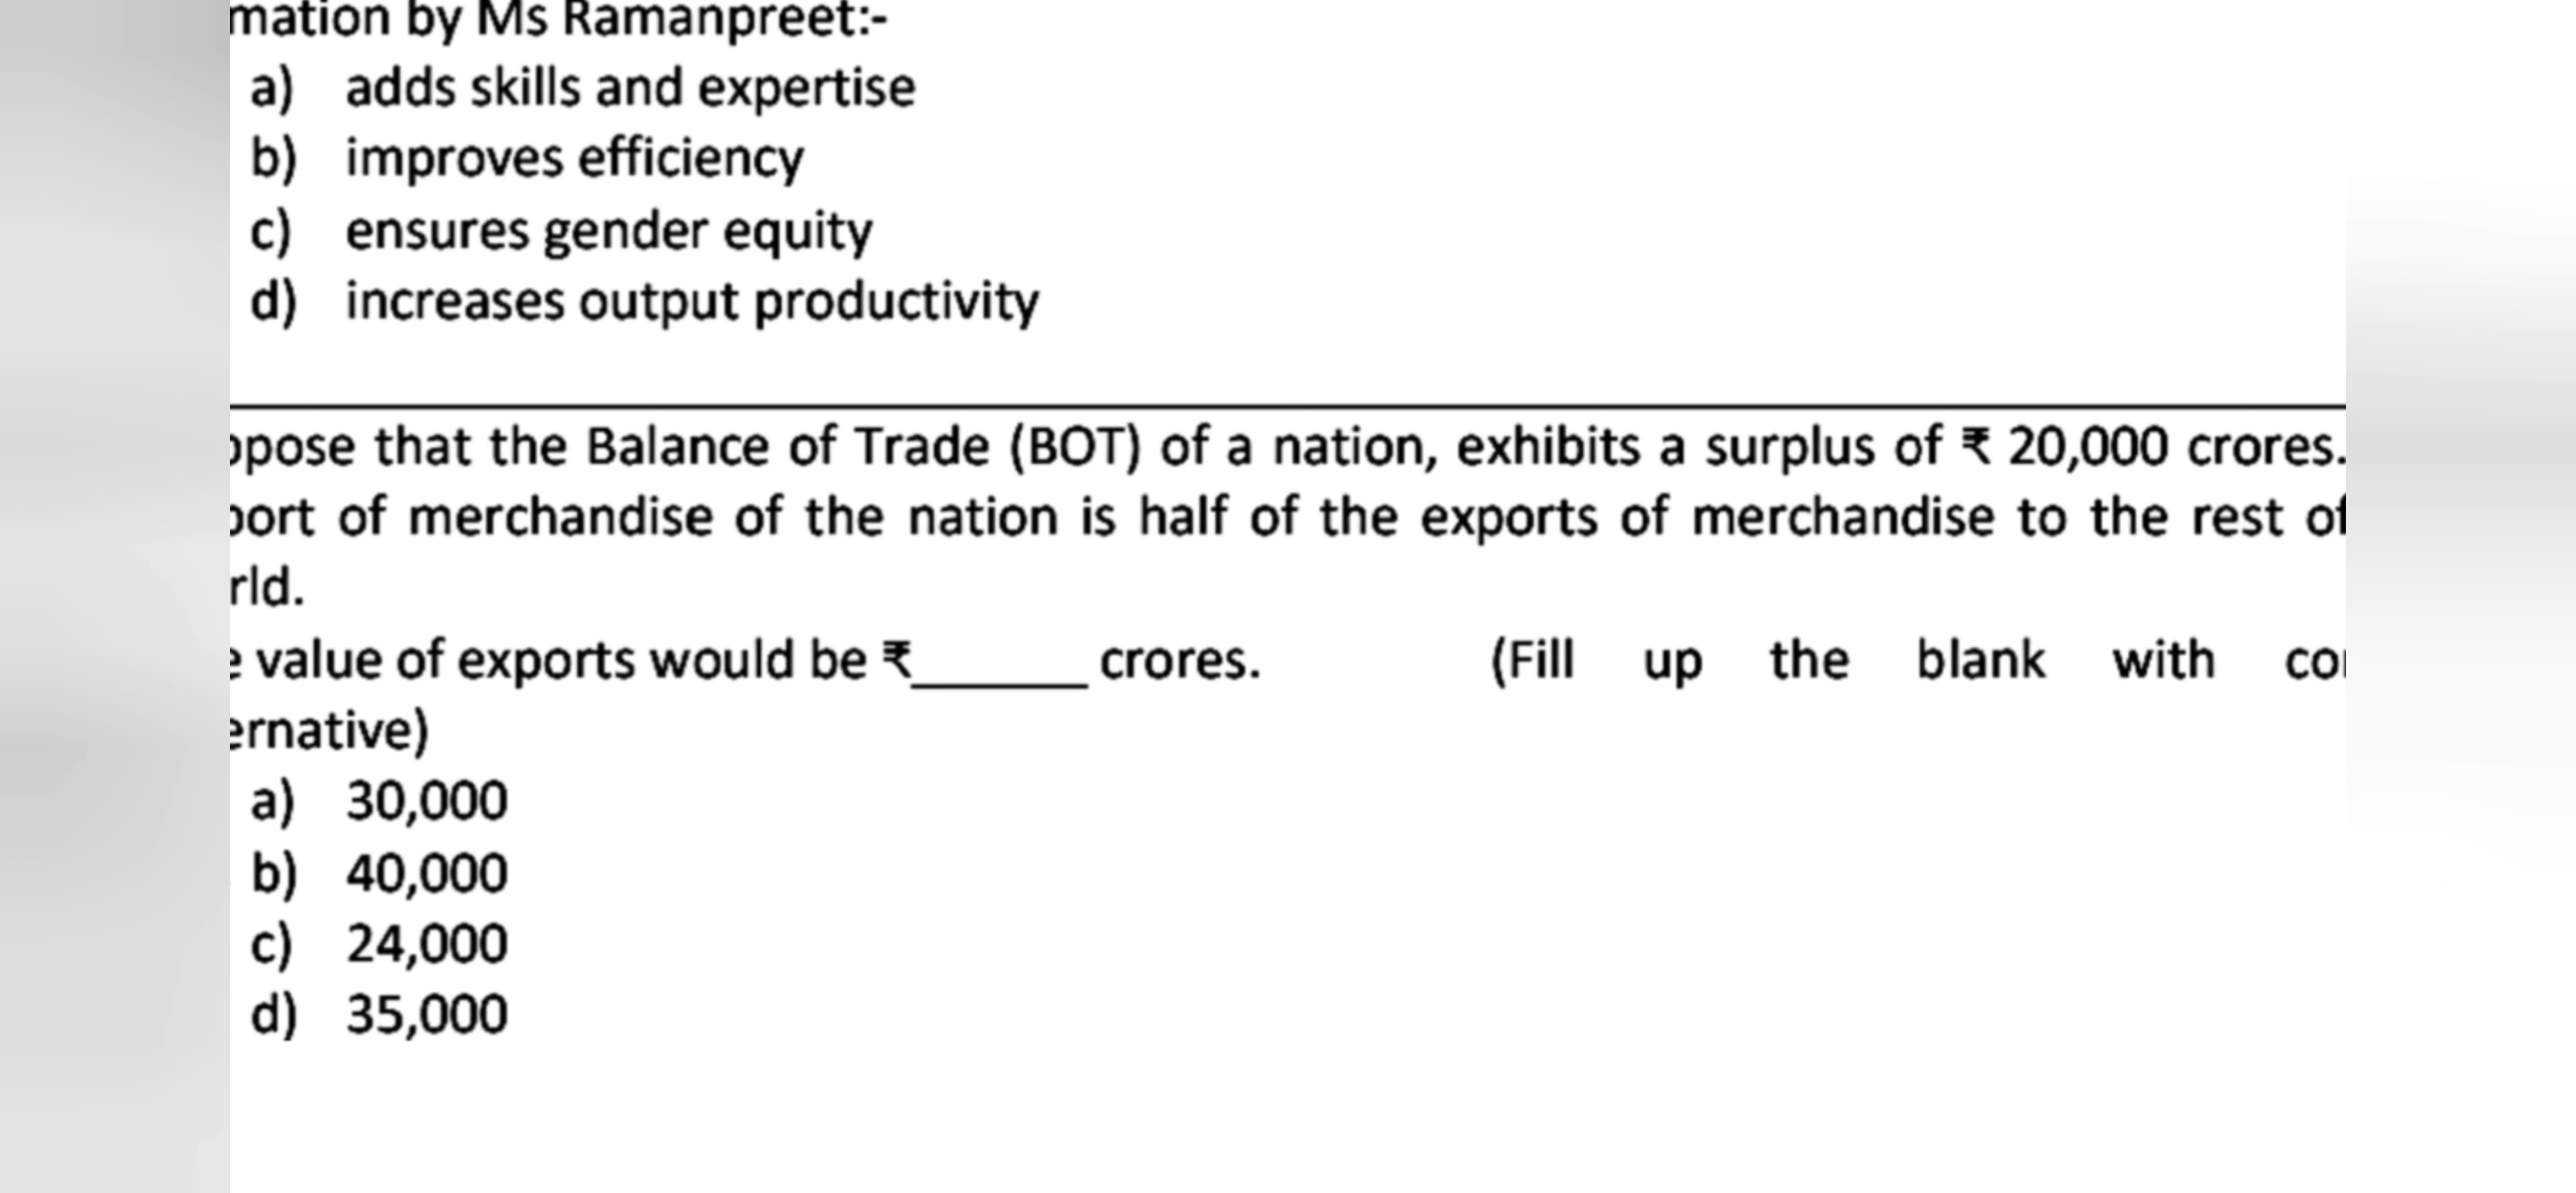 mation by Ms Ramanpreet:-
a) adds skills and expertise
b) improves efficiency
c) ensures gender equity
d) increases output productivity
that the Balance of Trade (BOT) of a nation, exhibits a surplus of ₹ 20,000 crores.
of merchandise of the nation is half of the exports of merchandise to the rest of
rld.
value of exports would be ₹______ crores. (Fill up the blank with
ernative)
a) 30,000
b) 40,000
c) 24,000
d) 35,000